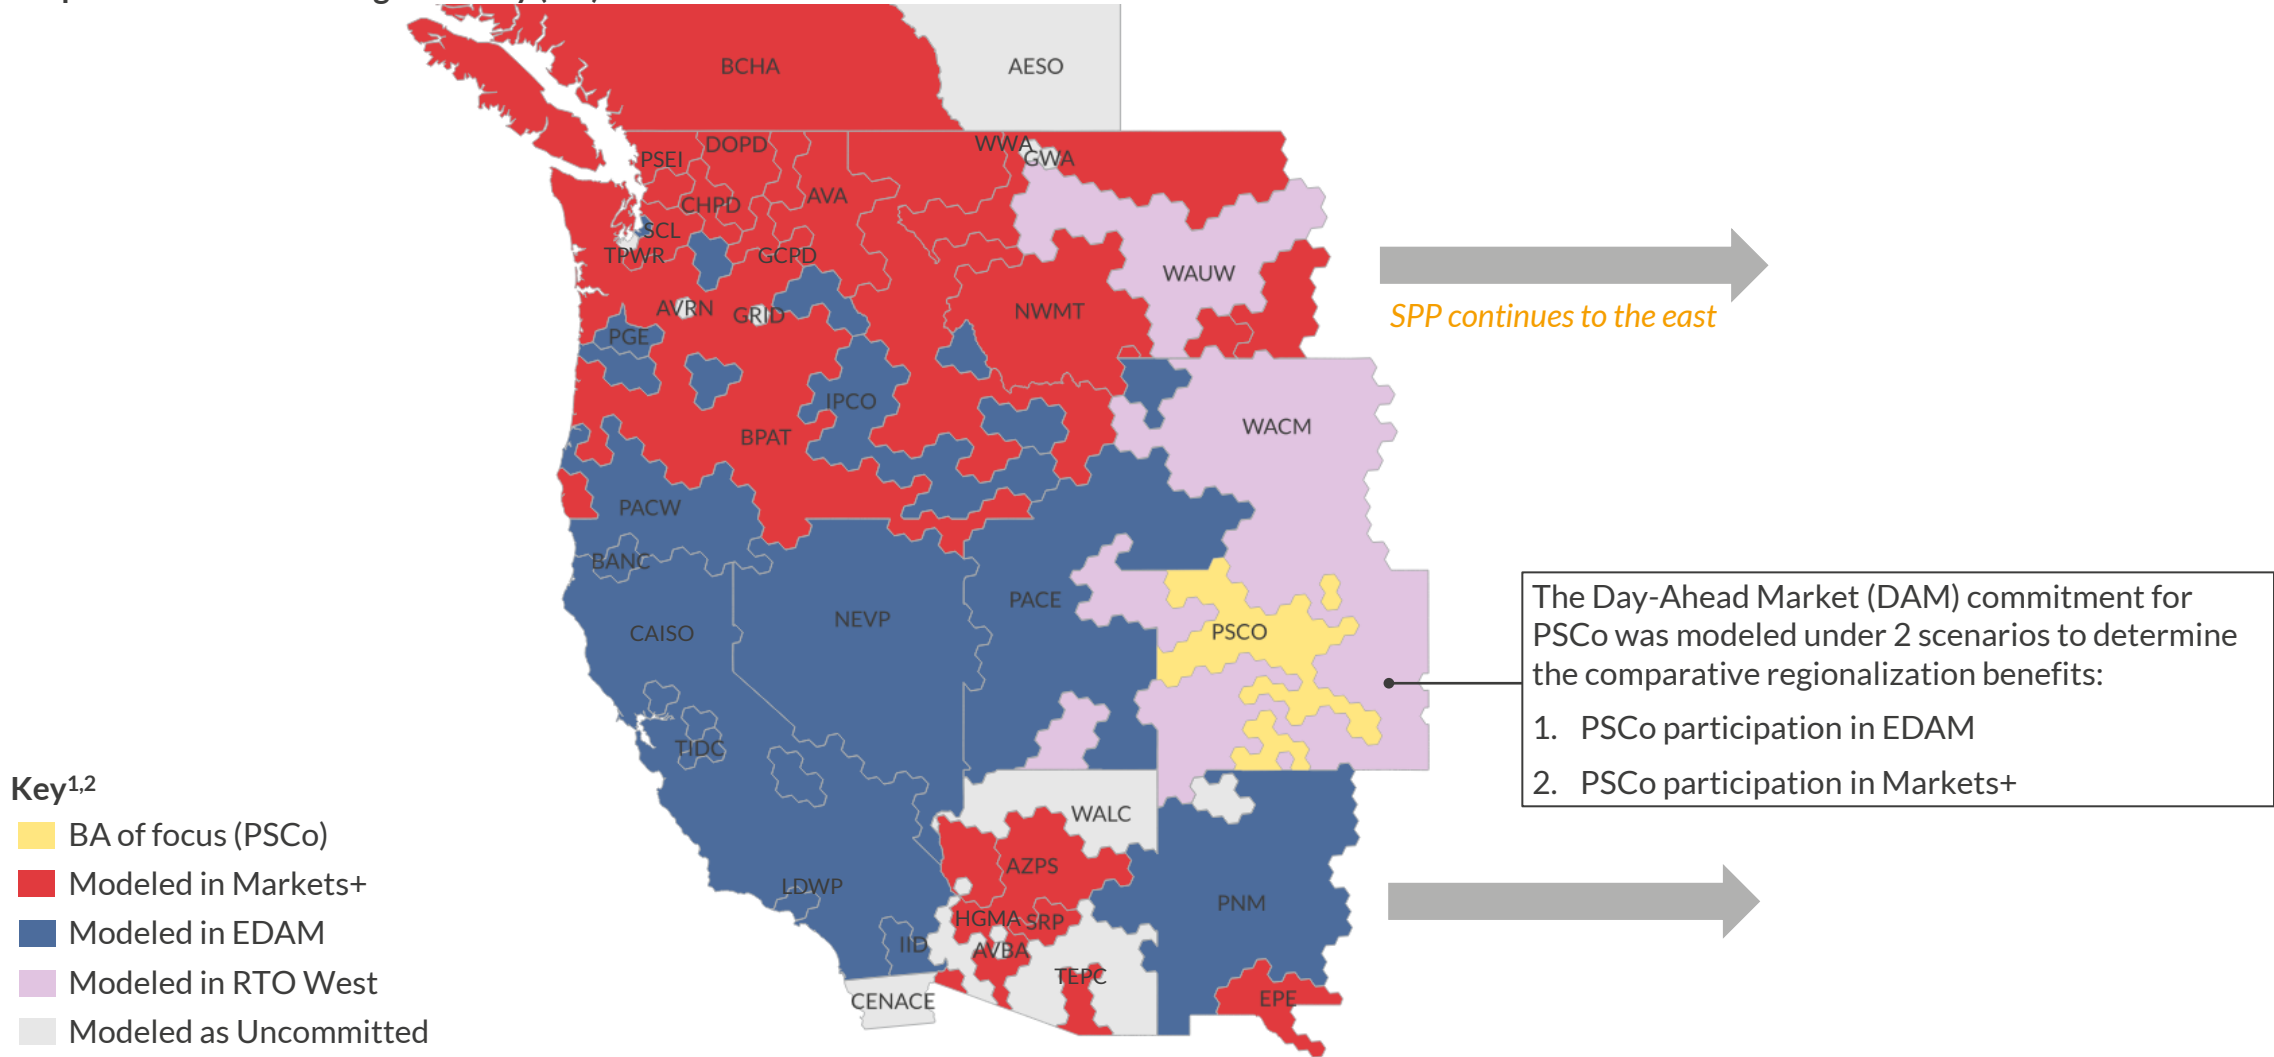 BCHA
AESO
WWA
DOPD
GWA
PSEI
AVA
CHPD
SCL
TPWR
GCPD
WAUW
AVRN
GRID
NWMT
SPP continues to the east
PGE
IPCO
WACM
BPAT
PACW
BANC
PACE
NEVP
CAISO
PSCO
The Day-Ahead Market (DAM) commitment for
PSCo was modeled under 2 scenarios to determine
the comparative regionalization benefits:
1. PSCo participation in EDAM
2. PSCo participation in Markets+
TIDC
WALC
AZPS
LDWP
PNM
HGMA
SRP
IID
AVBA
TEPC
EPE
CENACE
Key1,2
BA of focus (PSCo)
Modeled in Markets+
Modeled in EDAM
Modeled in RTO West
Modeled as Uncommitted